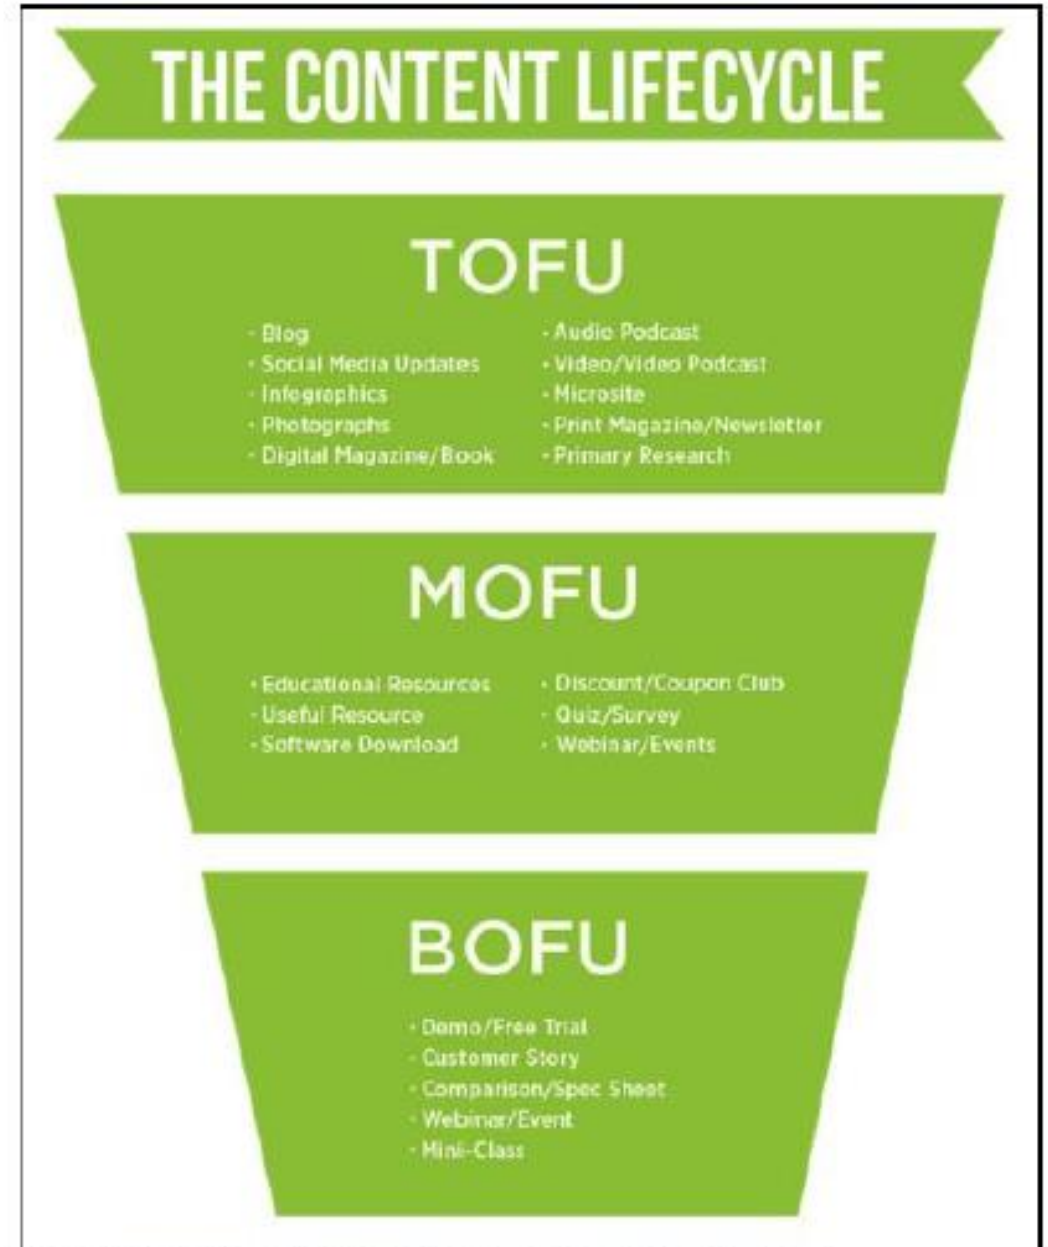 THE CONTENT LIFECYCLE
TOFU
· Blog
· Social Media Updates
· Infographics
· Photographs
· Digital Magazine/Book
· Audio Podcast
· Video/Video Podcast
· Microsite
· Print Magazine/Newsletter
· Primary Research
MOFU
· Educational Resources
· Useful Resource
· Software Download
· Discount/Coupon Club
· Quiz/Survey
· Webinar/Events
BOFU
· Demo/Free Trial
· Customer Story
· Comparison/Spec Sheet
· Webinar/Event
· Mini-Class